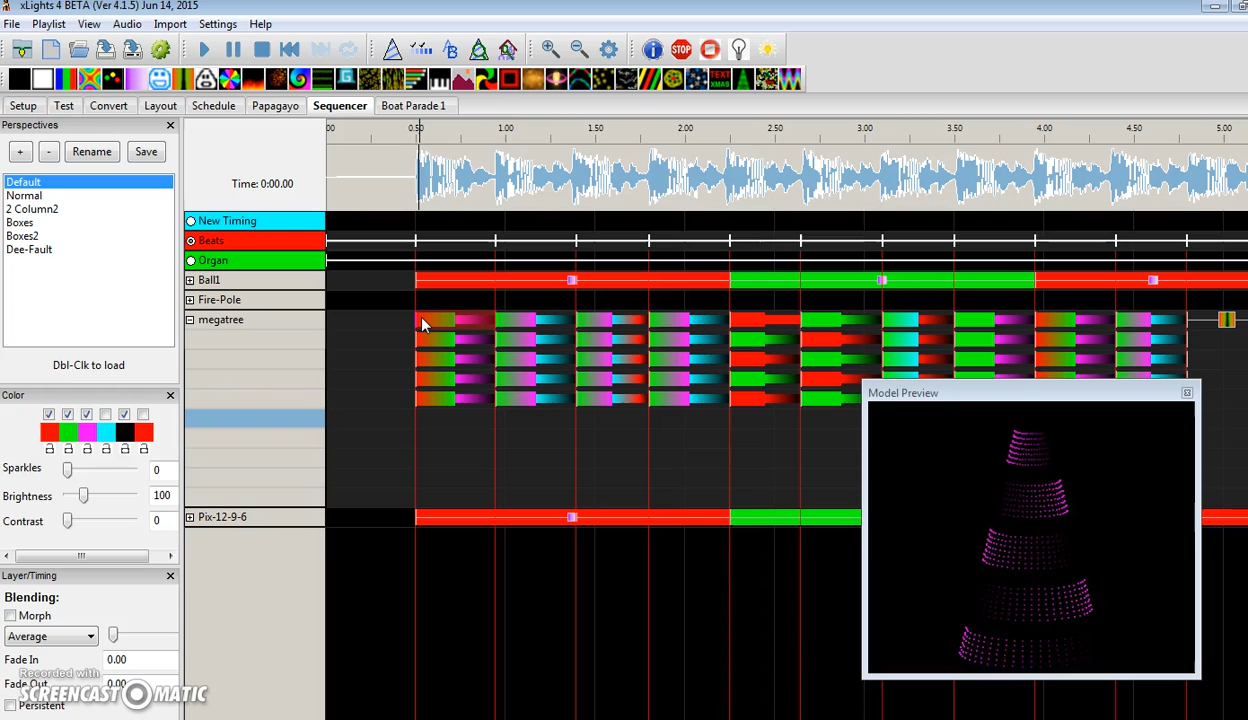 xLights 4 BETA (Ver 4.1.5) Jun 14, 2015
File Playlist View Audio Import Settings Help
TEXT
XMAS
Setup Test Convert Layout Schedule Papagayo Sequencer Boat Parade 1
Perspectives
+ - Rename Save
Default
Normal
2 Column2
Boxes
Boxes2
Dee-Fault
Dbl-Clk to load
Color
Sparkles 0
Brightness 100
Contrast 0
Layer/Timing
Blending:
Morph
Average
Fade In 0.00
Fade Out 0.00
Persistent
Recorded with
SCREENCAST MATIC
:00 0.50 1.00 1.50 2.00 2.50 3.00 3.50 4.00 4.50 5.00
Time: 0:00.00
New Timing
Beats
Organ
Ball1
Fire-Pole
megatree
Pix-12-9-6
Model Preview